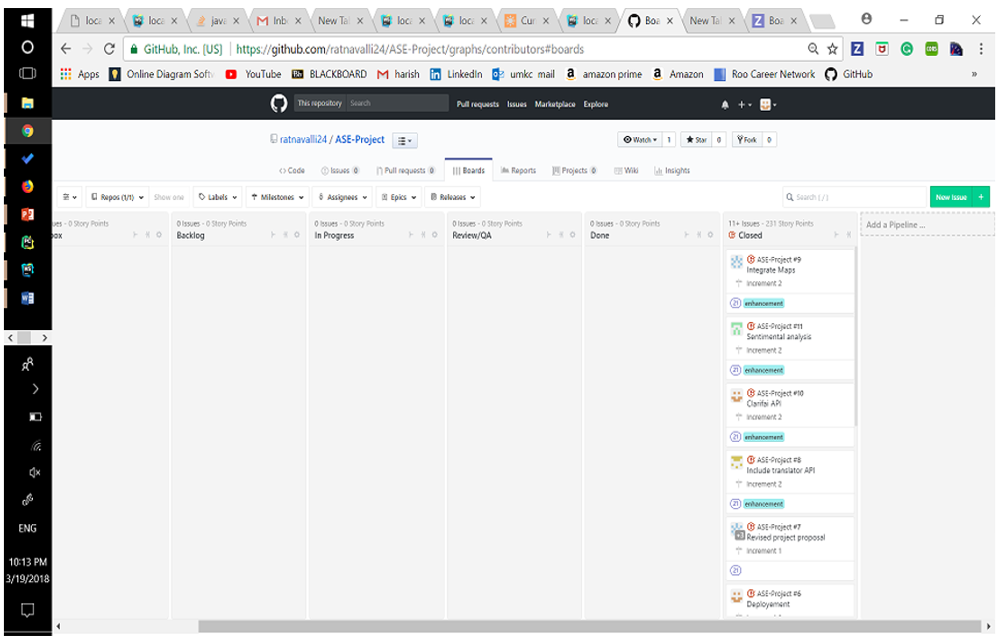 loca
loca
java
Inb
New Ta
loca
loca
Cur
loca
Boa
New Tal
Boa
GitHub, Inc. [US]
https://github.com/ratnavalli24/ASE-Project/graphs/contributors#boards
Apps
Online Diagram Soft
YouTube
BLACKBOARD
harish
LinkedIn
umkc mail
amazon prime
Amazon
Roo Career Network
GitHub
»
This repository
Search
Pull requests
Issues
Marketplace
Explore
ratnavalli24 / ASE-Project
Watch
1
Star
0
Fork
0
Code
Issues 0
Pull requests 0
Boards
Reports
Projects 0
Wiki
Insights
Repos (1/1)
Show one
Labels
Milestones
Assignees
Epics
Releases
Search ( / )
New Issue +
ues - 0 Story Points
box
0 Issues - 0 Story Points
Backlog
0 Issues - 0 Story Points
In Progress
0 Issues - 0 Story Points
Review/QA
0 Issues - 0 Story Points
Done
11+ Issues - 231 Story Points
Closed
Add a Pipeline ...
ASE-Project #9
Integrate Maps
Increment 2
21 enhancement
ASE-Project #11
Sentimental analysis
Increment 2
21 enhancement
ASE-Project #10
Clarifai API
Increment 2
21 enhancement
ASE-Project #8
Include translator API
Increment 2
21 enhancement
ASE-Project #7
Revised project proposal
Increment 1
21
ASE-Project #6
Deployement
ENG
10:13 PM
3/19/2018